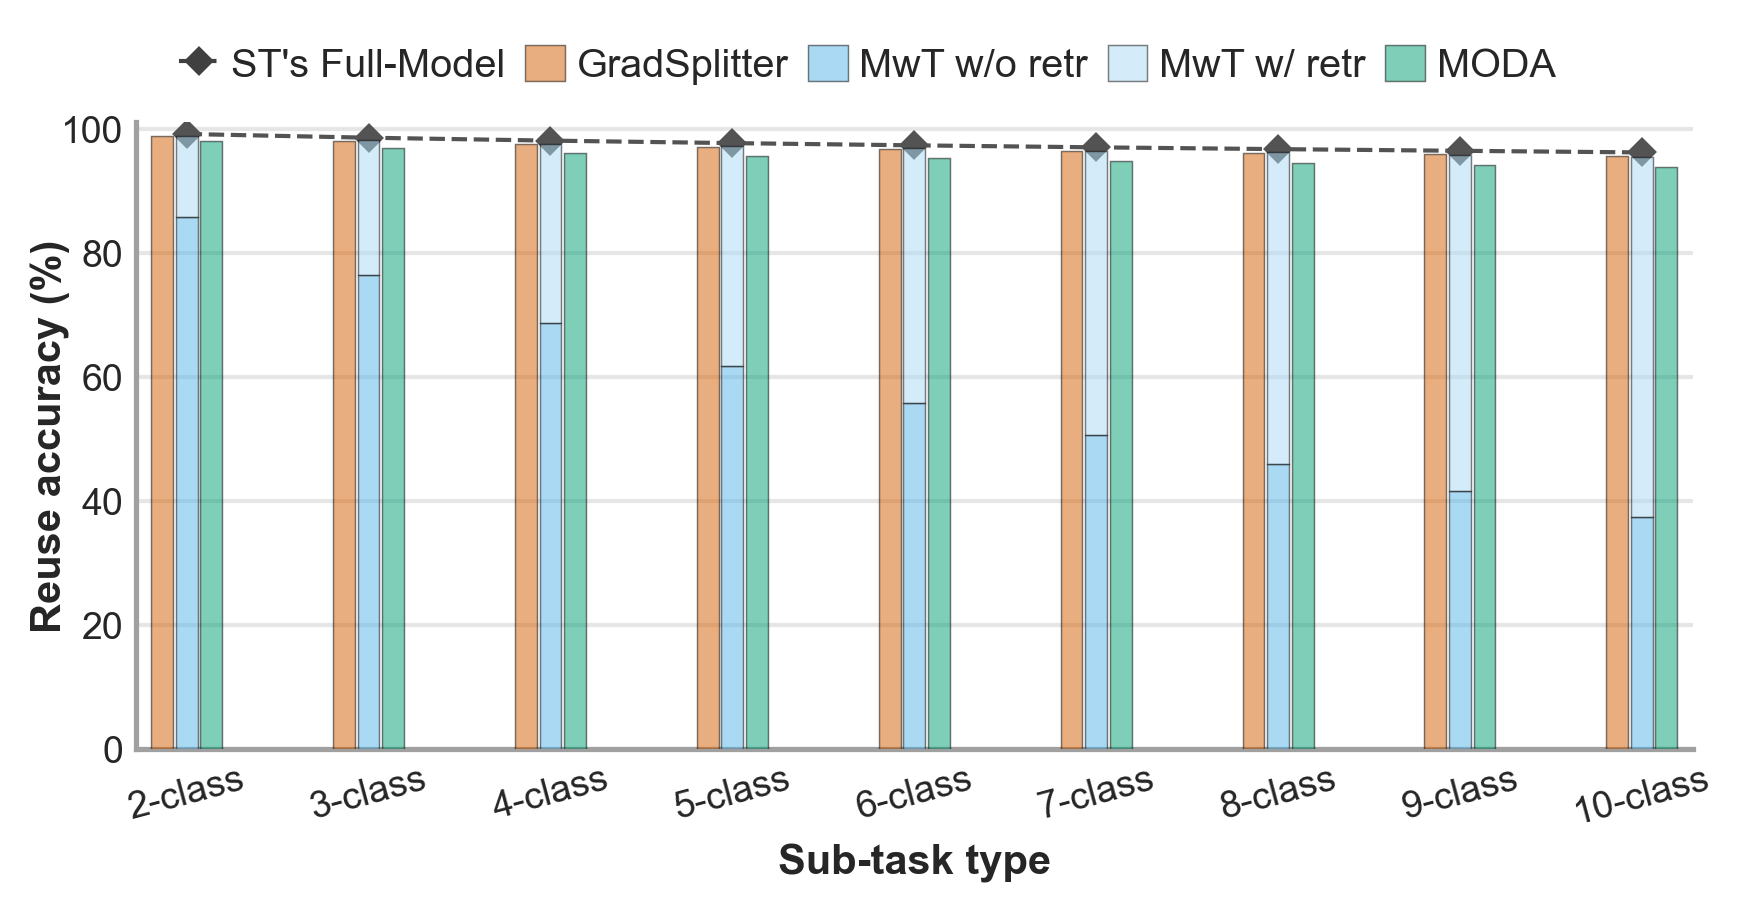 ST's Full-Model GradSplitter MwT w/o retr MwT w/ retr MODA
100
80
60
40
20
0
Reuse accuracy (%)
2-class 3-class 4-class 5-class 6-class 7-class 8-class 9-class 10-class
Sub-task type